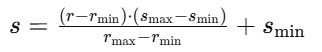 s = (r−r_min)·(s_max−s_min) / r_max−r_min + s_min